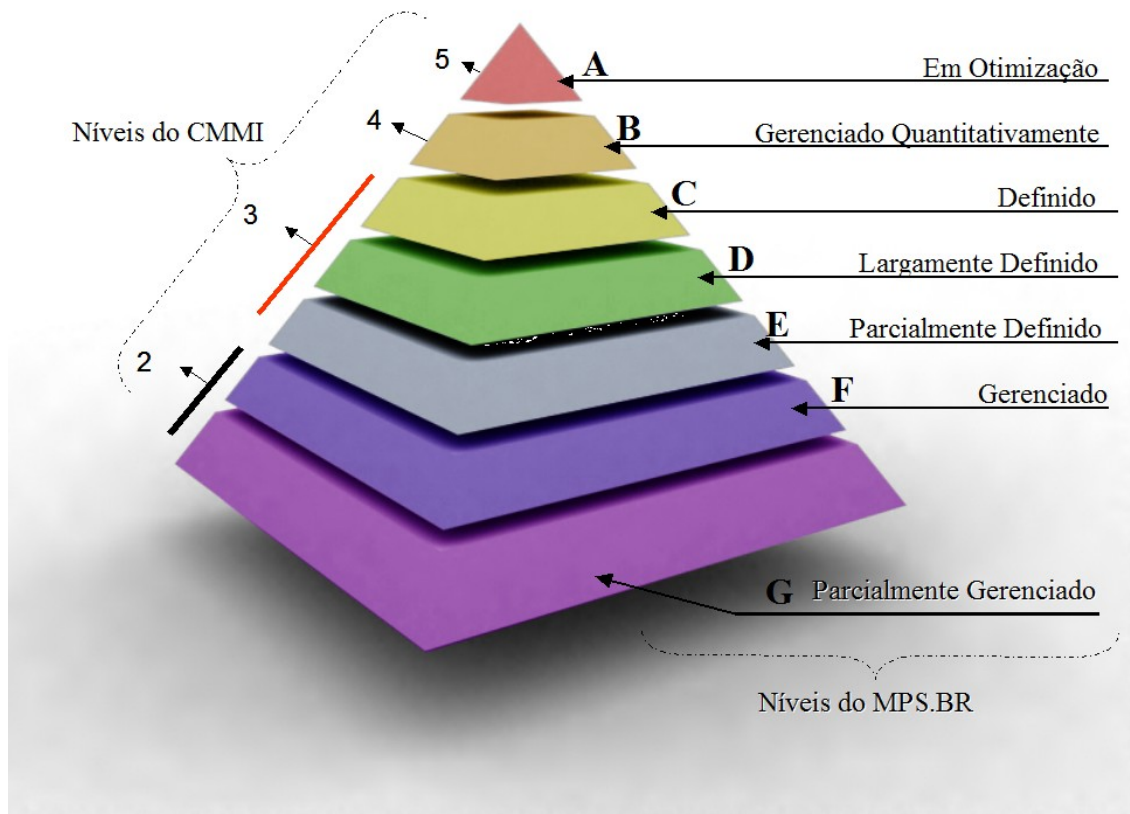 5
A
Em Otimização
Níveis do CMMI
4
B
Gerenciado Quantitativamente
3
C
Definido
D
Largamente Definido
E
Parcialmente Definido
2
F
Gerenciado
G Parcialmente Gerenciado
Níveis do MPS.BR